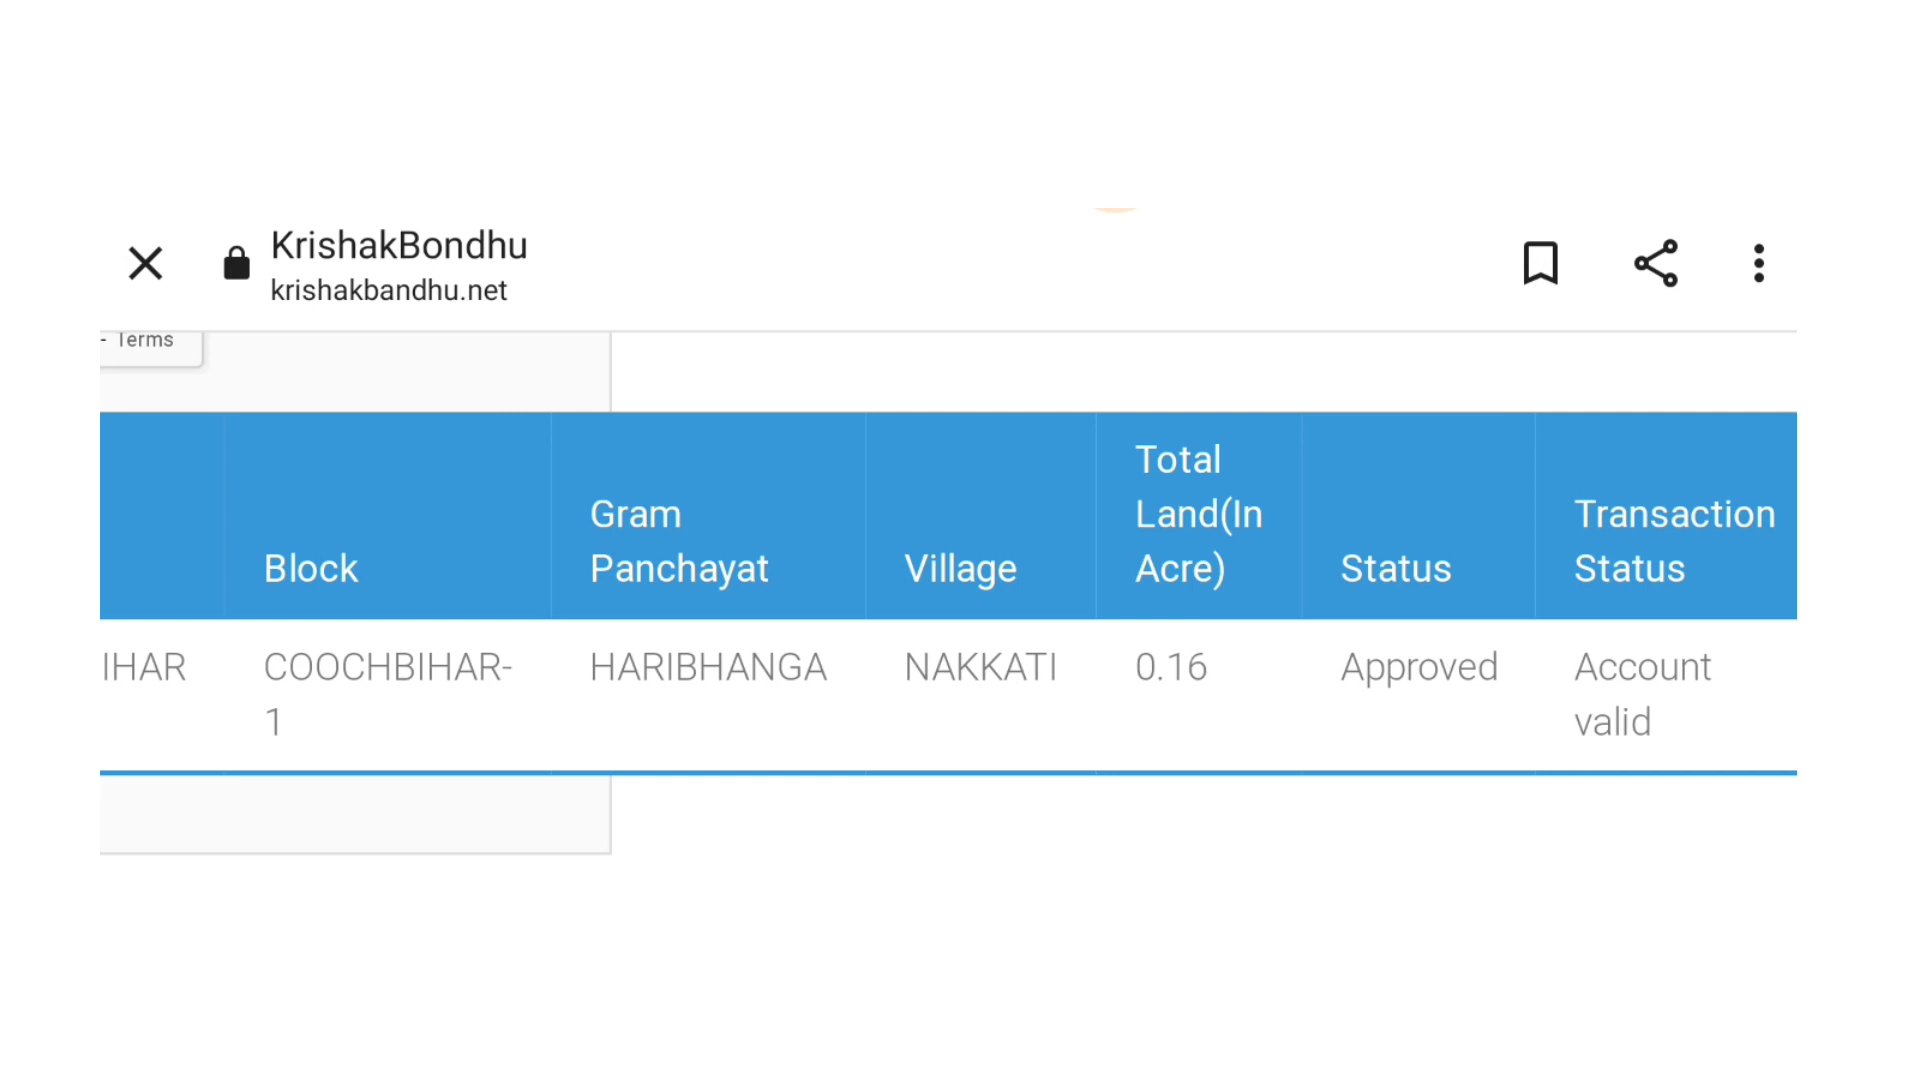 KrishakBondhu
krishakbandhu.net
- Terms
Block
Gram
Panchayat
Village
Total
Land(In
Acre)
Status
Transaction
Status
IHAR
COOCHBIHAR-
1
HARIBHANGA
NAKKATI
0.16
Approved
Account
valid